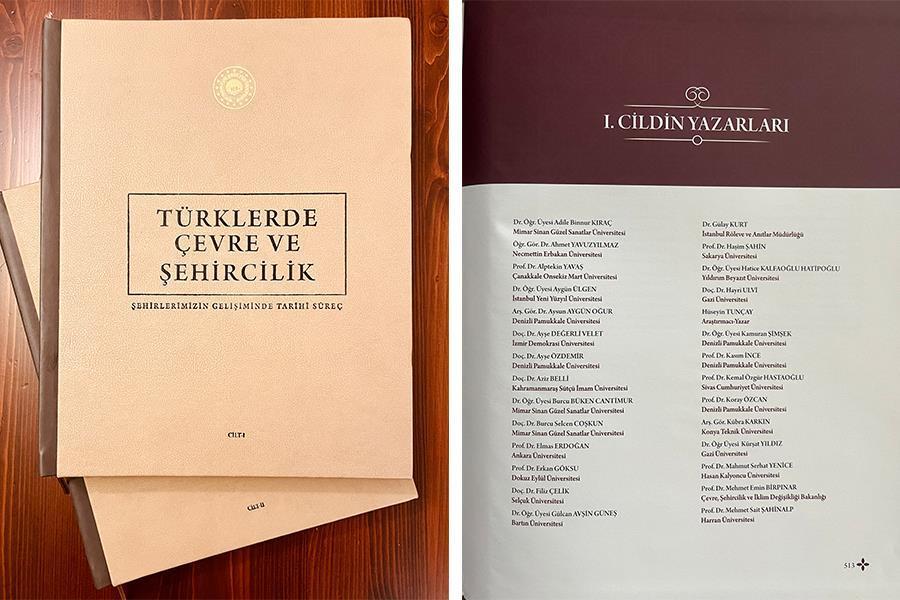 TÜRKLERDE
ÇEVRE VE
ŞEHİRCİLİK
ŞEHİRLERİMİZİN GELİŞİMİNDE TARİHİ SÜREÇ
CİLT-I
CİLT-II
I. CİLDİN YAZARLARI
Dr. Öğr. Üyesi Adile Binnur KIRAÇ
Mimar Sinan Güzel Sanatlar Üniversitesi
Öğr. Gör. Dr. Ahmet YAVUZYILMAZ
Necmettin Erbakan Üniversitesi
Prof. Dr. Alptekin YAVAŞ
Çanakkale Onsekiz Mart Üniversitesi
Dr. Öğr. Üyesi Aygün ÜLGEN
İstanbul Yeni Yüzyıl Üniversitesi
Arş. Gör. Dr. Aysun AYGÜN OĞUR
Denizli Pamukkale Üniversitesi
Doç. Dr. Ayşe DEĞERLİ VELET
İzmir Demokrasi Üniversitesi
Doç. Dr. Ayşe ÖZDEMİR
Denizli Pamukkale Üniversitesi
Doç. Dr. Aziz BELLİ
Kahramanmaraş Sütçü İmam Üniversitesi
Dr. Öğr. Üyesi Burcu BÜKEN CANTİMUR
Mimar Sinan Güzel Sanatlar Üniversitesi
Doç. Dr. Burcu Selcen COŞKUN
Mimar Sinan Güzel Sanatlar Üniversitesi
Prof. Dr. Elmas ERDOĞAN
Ankara Üniversitesi
Prof. Dr. Erkan GÖKSU
Dokuz Eylül Üniversitesi
Doç. Dr. Filiz ÇELİK
Selçuk Üniversitesi
Dr. Öğr. Üyesi Gülcan AVŞİN GÜNEŞ
Bartın Üniversitesi
Dr. Gülay KURT
İstanbul Röleve ve Anıtlar Müdürlüğü
Prof. Dr. Haşim ŞAHİN
Sakarya Üniversitesi
Dr. Öğr. Üyesi Hatice KALFAOĞLU HATİPOĞLU
Yıldırım Beyazıt Üniversitesi
Doç. Dr. Hayri ULVİ
Gazi Üniversitesi
Hüseyin TUNÇAY
Araştırmacı-Yazar
Dr. Öğr. Üyesi Kamuran ŞİMŞEK
Denizli Pamukkale Üniversitesi
Prof. Dr. Kasım İNCE
Denizli Pamukkale Üniversitesi
Prof. Dr. Kemal Özgür HASTAOĞLU
Sivas Cumhuriyet Üniversitesi
Prof. Dr. Koray ÖZCAN
Denizli Pamukkale Üniversitesi
Arş. Gör. Kübra KARKIN
Konya Teknik Üniversitesi
Dr. Öğr Üyesi Kürşat YILDIZ
Gazi Üniversitesi
Prof. Dr. Mahmut Serhat YENİCE
Hasan Kalyoncu Üniversitesi
Prof. Dr. Mehmet Emin BİRPINAR
Çevre, Şehircilik ve İklim Değişikliği Bakanlığı
Prof. Dr. Mehmet Sait ŞAHİNALP
Harran Üniversitesi
513